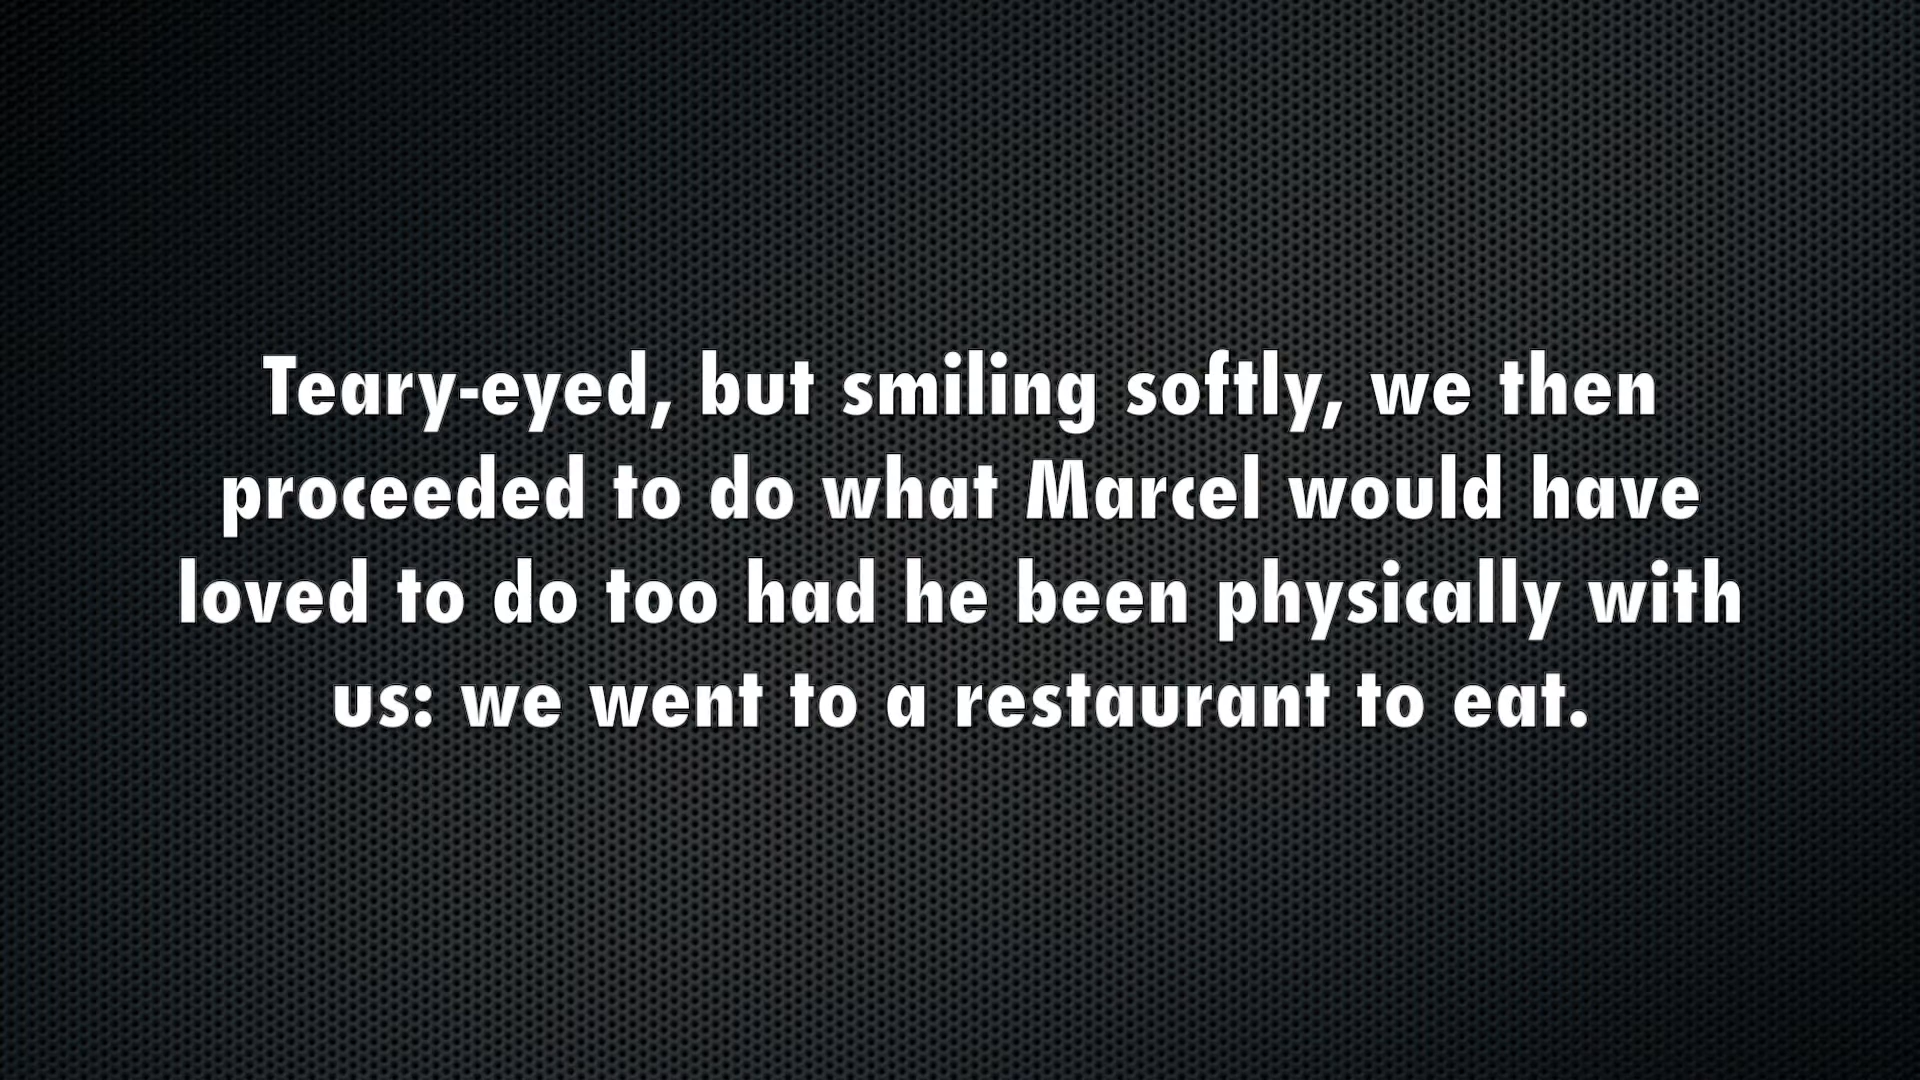 Teary-eyed, but smiling softly, we then
proceeded to do what Marcel would have
loved to do too had he been physically with
us: we went to a restaurant to eat.